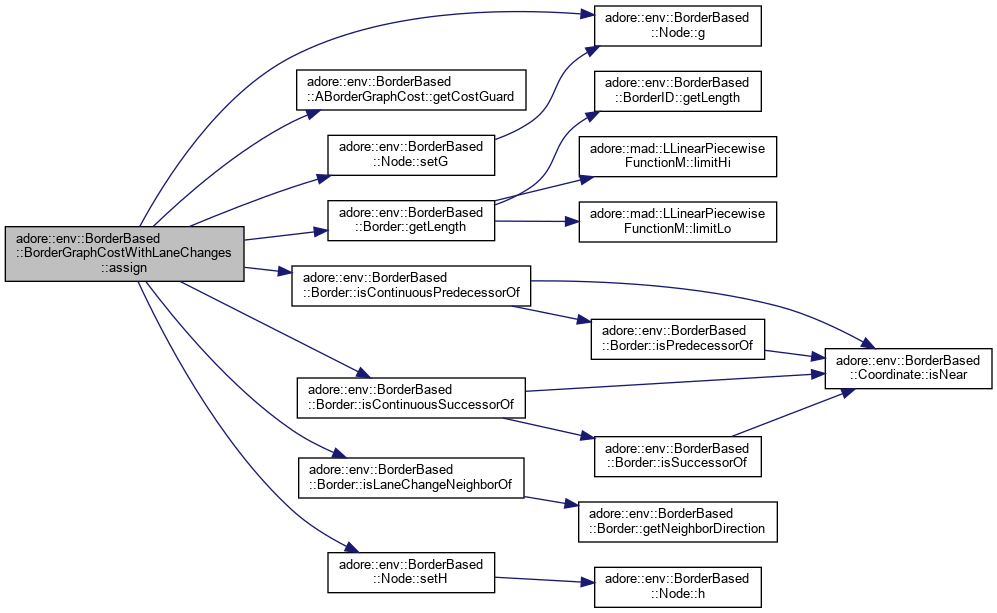 adore::env::BorderBased
::BorderGraphCostWithLaneChanges
::assign
adore::env::BorderBased
::Node::g
adore::env::BorderBased
::ABorderGraphCost::getCostGuard
adore::env::BorderBased
::BorderID::getLength
adore::env::BorderBased
::Node::setG
adore::mad::LLinearPiecewise
FunctionM::limitHi
adore::env::BorderBased
::Border::getLength
adore::mad::LLinearPiecewise
FunctionM::limitLo
adore::env::BorderBased
::Border::isContinuousPredecessorOf
adore::env::BorderBased
::Border::isPredecessorOf
adore::env::BorderBased
::Coordinate::isNear
adore::env::BorderBased
::Border::isContinuousSuccessorOf
adore::env::BorderBased
::Border::isSuccessorOf
adore::env::BorderBased
::Border::isLaneChangeNeighborOf
adore::env::BorderBased
::Border::getNeighborDirection
adore::env::BorderBased
::Node::setH
adore::env::BorderBased
::Node::h